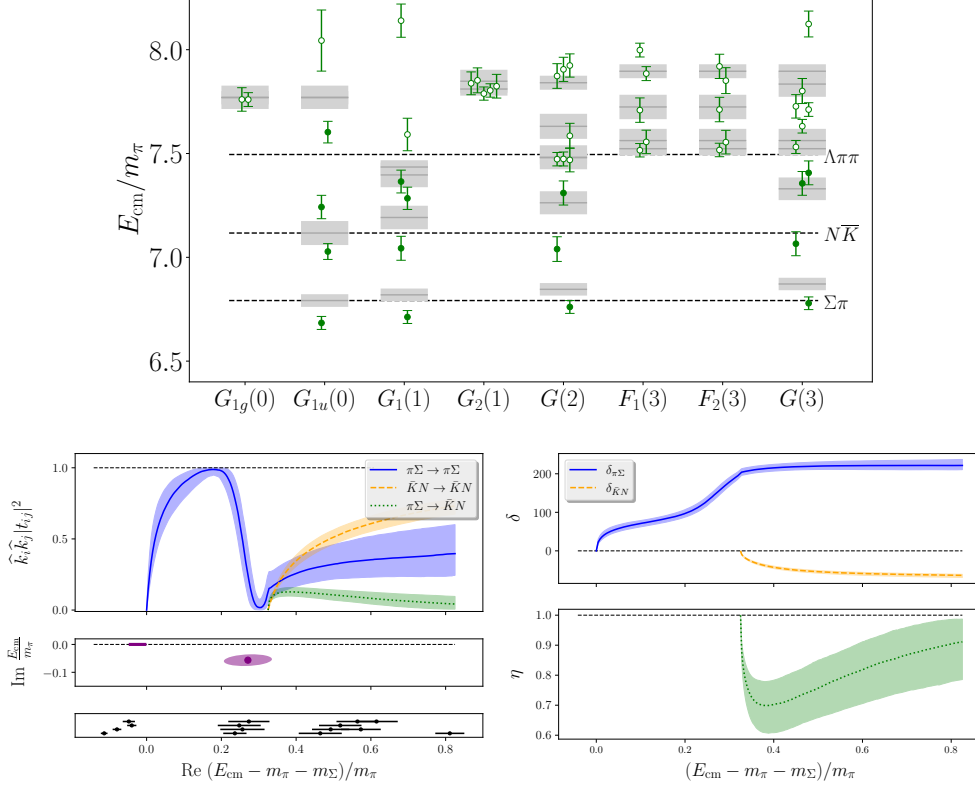 8.0
7.5
7.0
6.5
E_cm/m_π
Λππ
NK̅
Σπ
G_1g(0) G_1u(0) G_1(1) G_2(1) G(2) F_1(3) F_2(3) G(3)
1.0
0.5
0.0
k̂_ik_j|t_ij|²
πΣ → πΣ
K̄N → K̄N
πΣ → K̄N
0.0
−0.1
Im E_cm/m_π
0.0 0.2 0.4 0.6 0.8
Re (E_cm − m_π − m_Σ)/m_π
200
100
0
δ
δ_πΣ
δ_K̄N
1.0
0.9
0.8
0.7
0.6
η
0.0 0.2 0.4 0.6 0.8
(E_cm − m_π − m_Σ)/m_π